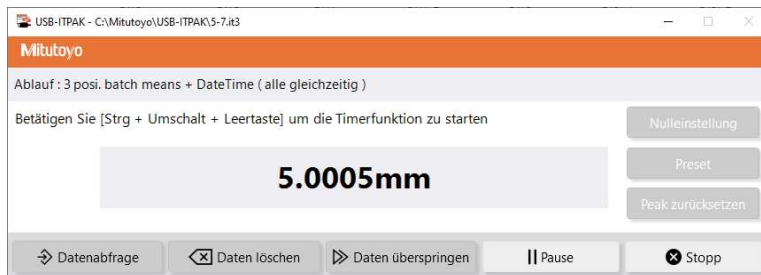 USB-ITPAK - C:\Mitutoyo\USB-ITPAK\5-7.it3
Mitutoyo
Ablauf : 3 posi. batch means + DateTime ( alle gleichzeitig )
Betätigen Sie [Strg + Umschalt + Leertaste] um die Timerfunktion zu starten
Nulleinstellung
5.0005mm
Preset
Peak zurücksetzen
Datenabfrage
Daten löschen
Daten überspringen
Pause
Stopp